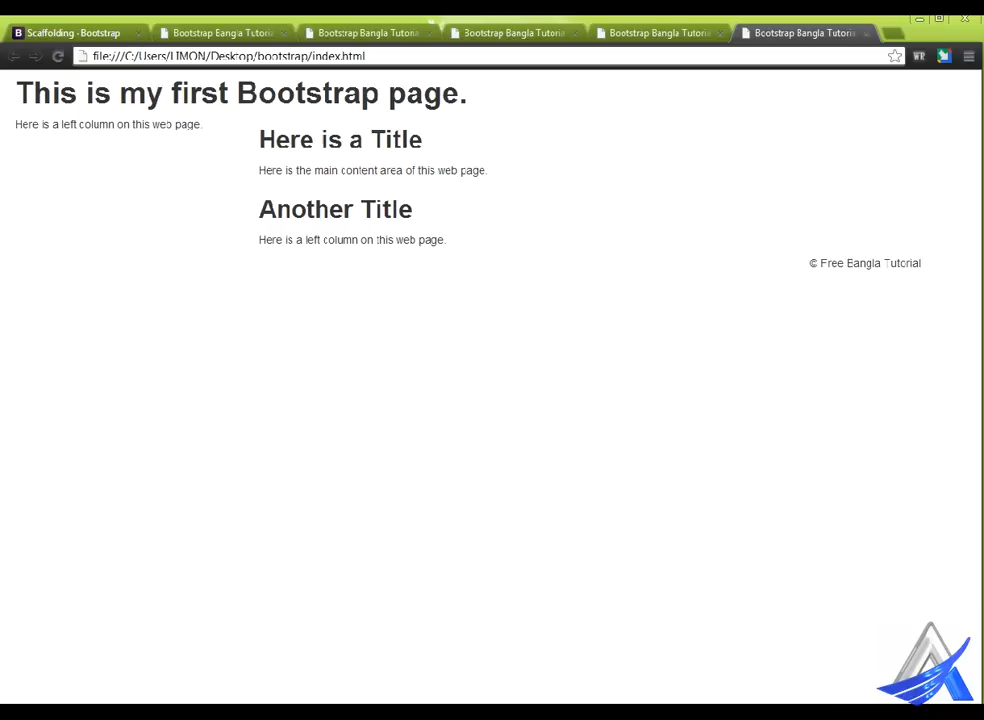 Scaffolding · Bootstrap
Bootstrap Bangla Tutoria
Bootstrap Bangla Tutoria
Bootstrap Bangla Tutoria
Bootstrap Bangla Tutoria
Bootstrap Bangla Tutoria
file:///C:/Users/LIMON/Desktop/bootstrap/index.html
WR
This is my first Bootstrap page.
Here is a left column on this web page.
Here is a Title
Here is the main content area of this web page.
Another Title
Here is a left column on this web page.
© Free Bangla Tutorial